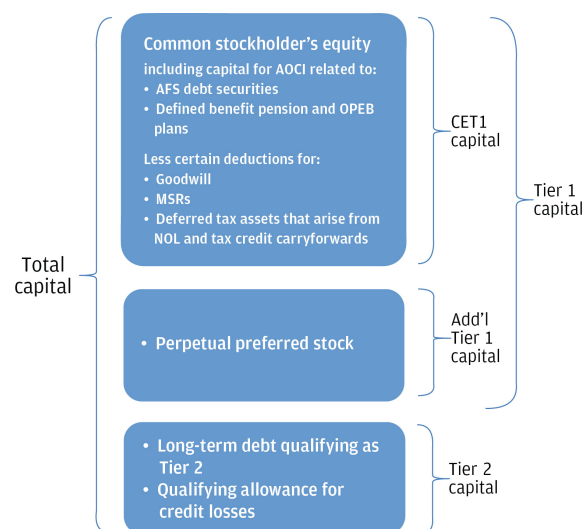 Common stockholder's equity
including capital for AOCI related to:
• AFS debt securities
• Defined benefit pension and OPEB
plans
Less certain deductions for:
• Goodwill
• MSRs
• Deferred tax assets that arise from
NOL and tax credit carryforwards
CET1
capital
Tier 1
capital
Total
capital
• Perpetual preferred stock
Add'l
Tier 1
capital
• Long-term debt qualifying as
Tier 2
• Qualifying allowance for
credit losses
Tier 2
capital